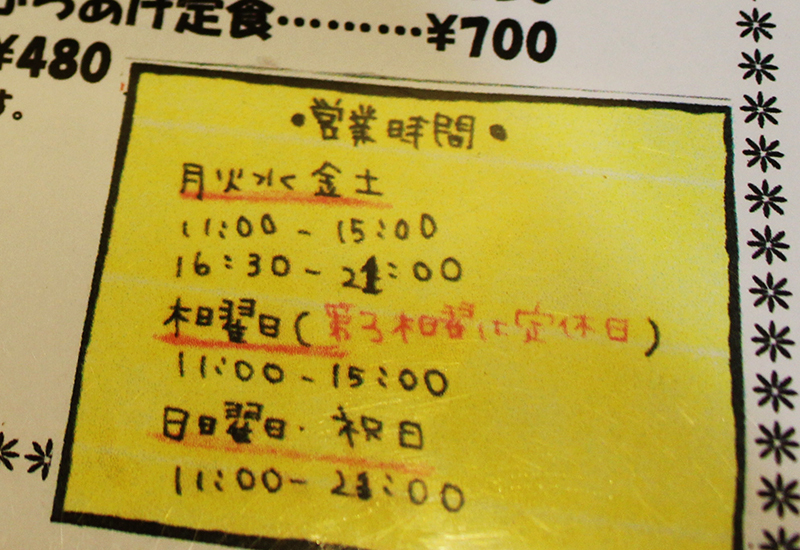 からあげ定食………¥700
¥480
す。
•営業時間•
月火水金土
11:00-15:00
16:30-21:00
木曜日(第3木曜は定休日)
11:00-15:00
日曜日・祝日
11:00-21:00